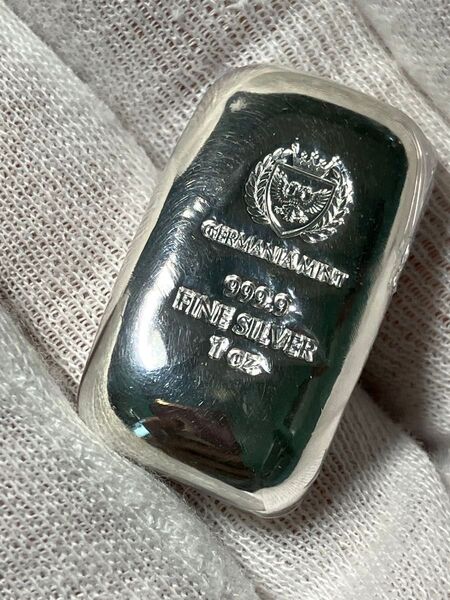 GERMANIA MINT
999.9
FINE SILVER
1 oz